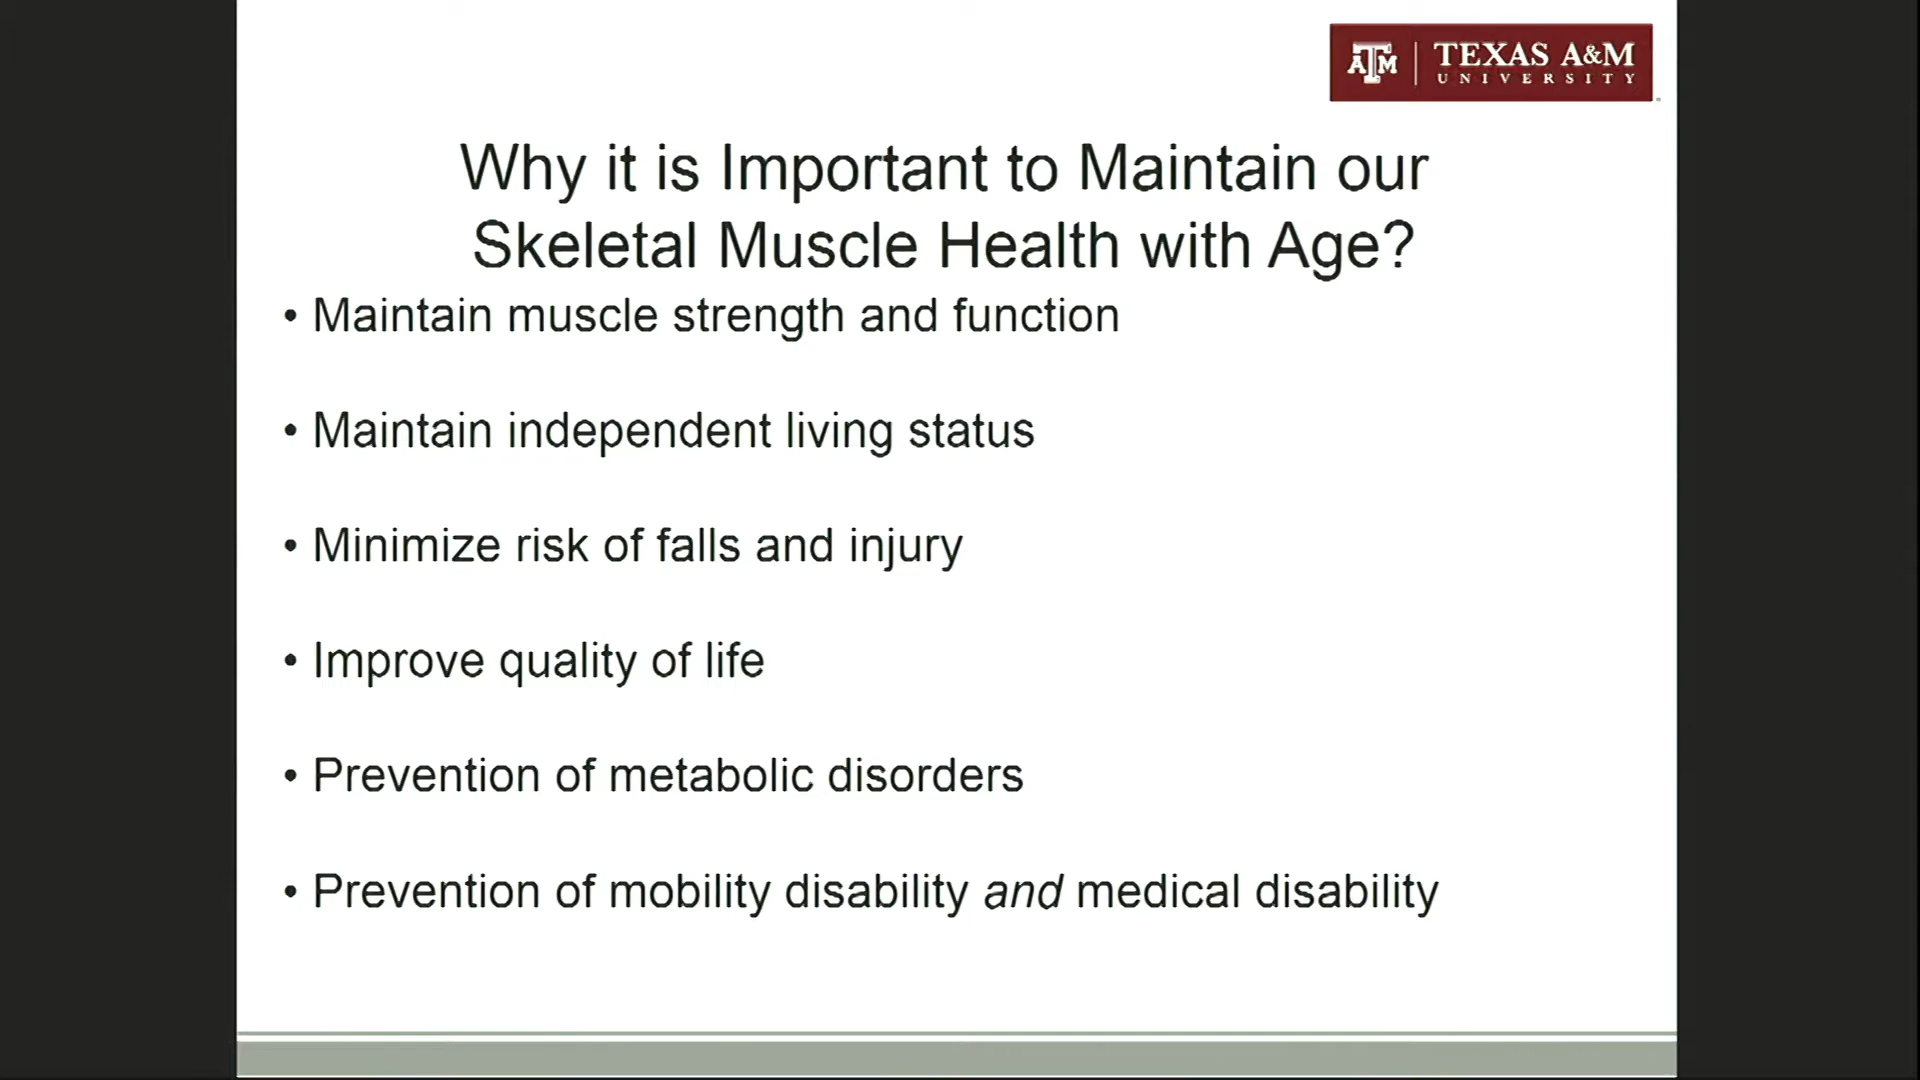 ATM
TEXAS A&M
UNIVERSITY
Why it is Important to Maintain our
Skeletal Muscle Health with Age?
• Maintain muscle strength and function
• Maintain independent living status
• Minimize risk of falls and injury
• Improve quality of life
• Prevention of metabolic disorders
• Prevention of mobility disability and medical disability